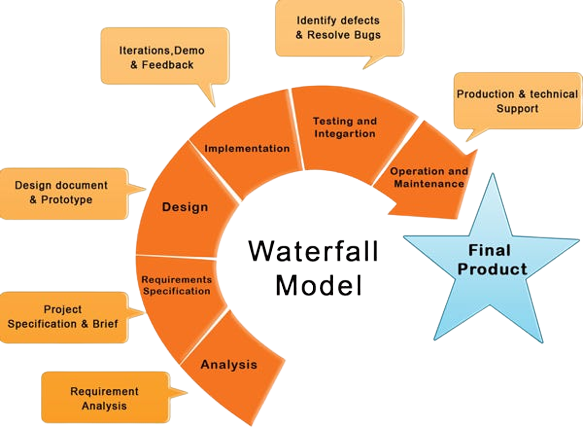 Identify defects
& Resolve Bugs
Iterations,Demo
& Feedback
Production & technical
Support
Testing and
Integartion
Implementation
Operation and
Maintenance
Design document
& Prototype
Design
Waterfall
Model
Final
Product
Requirements
Specification
Project
Specification & Brief
Analysis
Requirement
Analysis